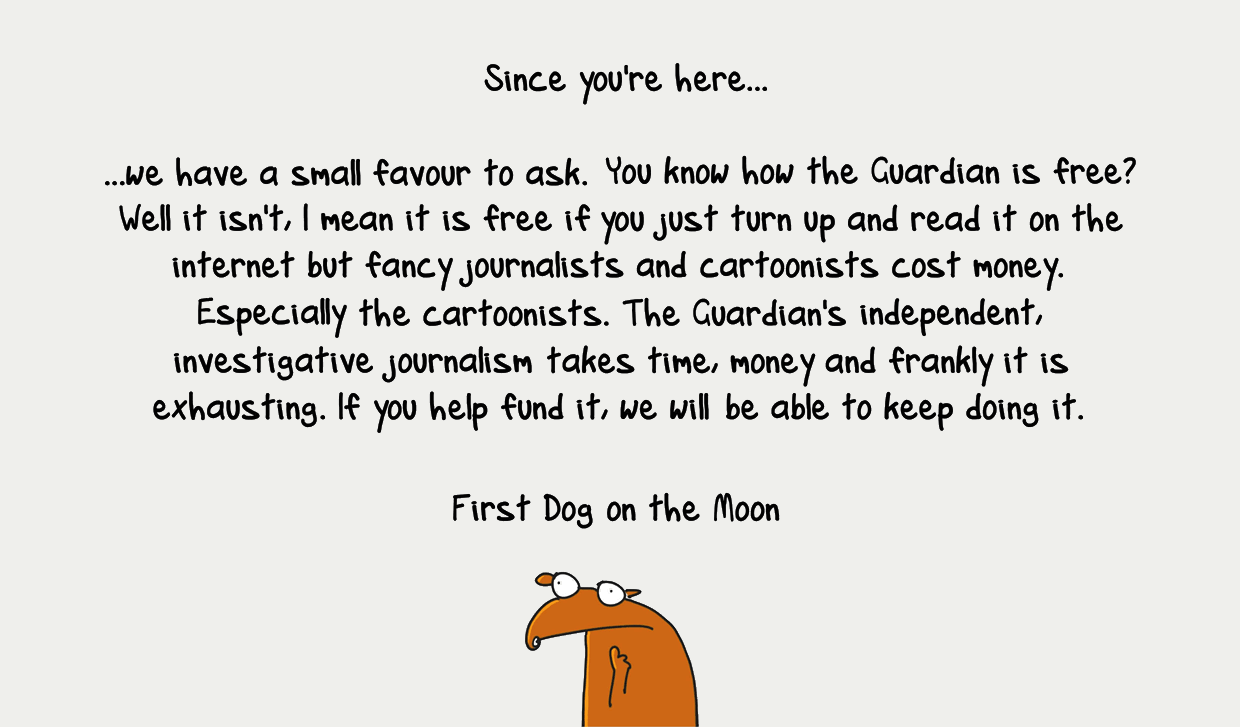 Since you're here...
...we have a small favour to ask. You know how the Guardian is free?
Well it isn't, I mean it is free if you just turn up and read it on the
internet but fancy journalists and cartoonists cost money.
Especially the cartoonists. The Guardian's independent,
investigative journalism takes time, money and frankly it is
exhausting. If you help fund it, we will be able to keep doing it.
First Dog on the Moon